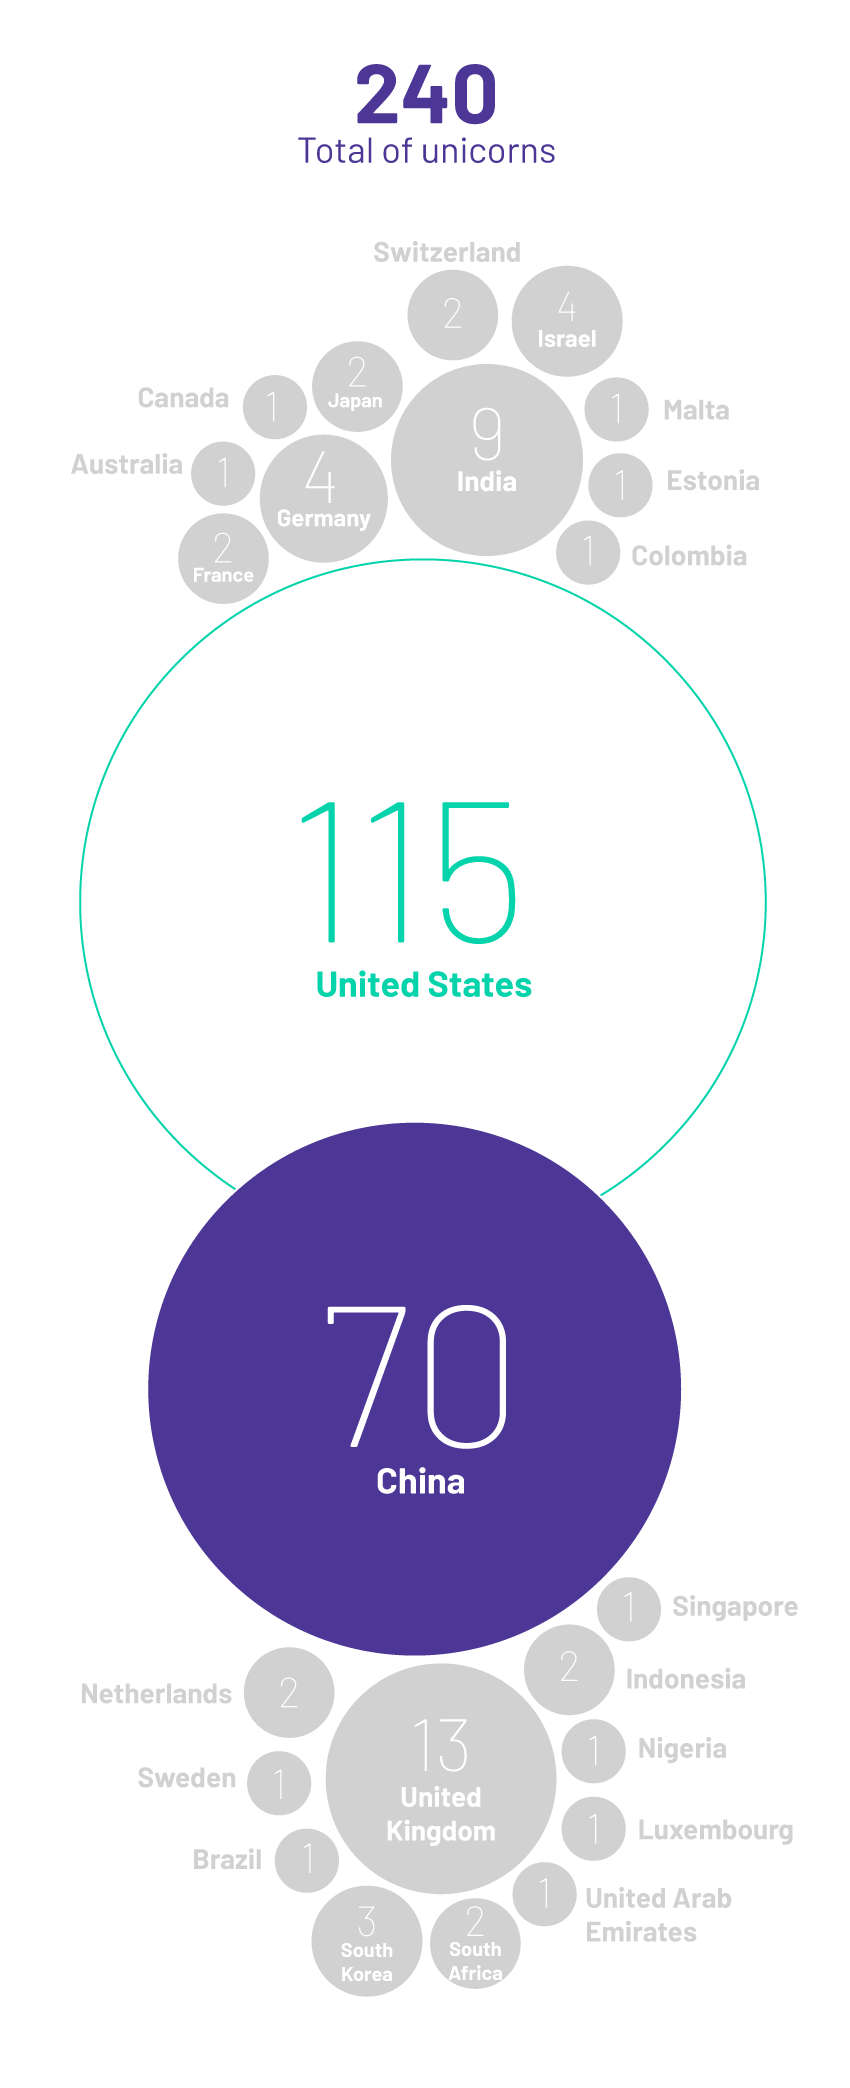 240
Total of unicorns
Switzerland
2
4
Israel
2
Japan
Canada
1
9
India
1
Malta
Australia
1
4
Germany
1
Estonia
2
France
1
Colombia
115
United States
70
China
1
Singapore
2
Indonesia
Netherlands
2
13
United
Kingdom
1
Nigeria
Sweden
1
1
Luxembourg
Brazil
1
1
United Arab
Emirates
3
South
Korea
2
South
Africa